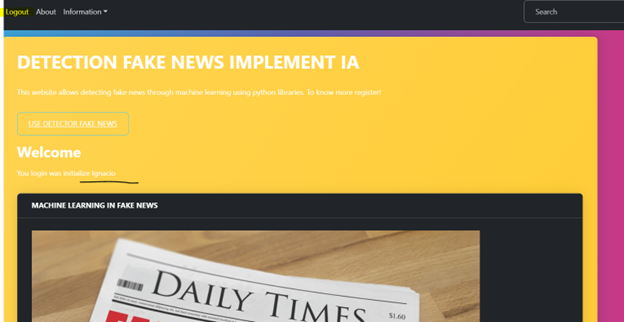 Logout About Information
Search
DETECTION FAKE NEWS IMPLEMENT IA
This website allows detecting fake news through machine learning using python libraries. To know more register!
USE DETECTOR FAKE NEWS
Welcome
You login was initialize Ignacio
MACHINE LEARNING IN FAKE NEWS
DAILY TIMES
$1.60